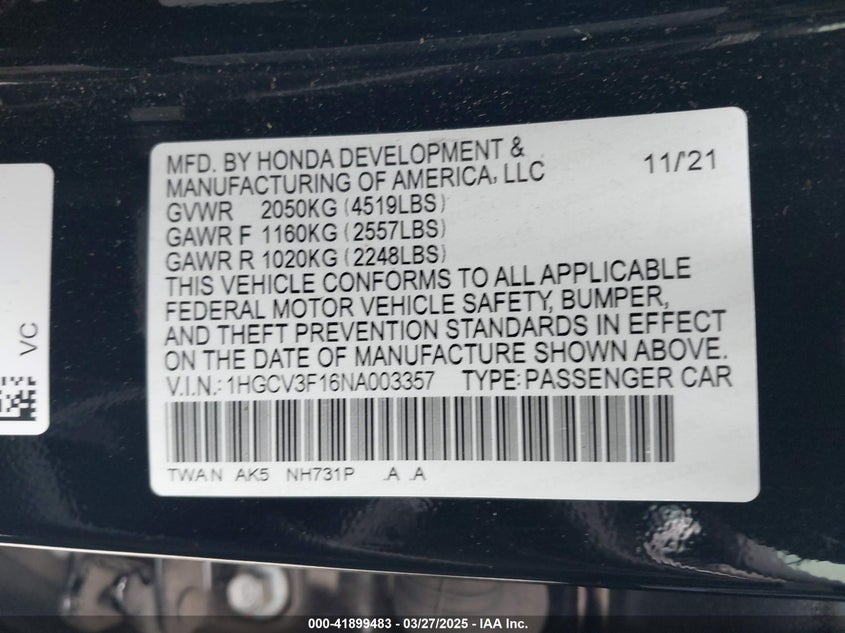 MFD. BY HONDA DEVELOPMENT &
MANUFACTURING OF AMERICA, LLC
11/'21
GVWR 2050KG (4519LBS)
GAWR F 1160KG (2557LBS)
GAWR R 1020KG (2248LBS)
THIS VEHICLE CONFORMS TO ALL APPLICABLE
FEDERAL MOTOR VEHICLE SAFETY, BUMPER,
AND THEFT PREVENTION STANDARDS IN EFFECT
ON THE DATE OF MANUFACTURE SHOWN ABOVE.
V.I.N.: 1HGCV3F16NA003357 TYPE: PASSENGER CAR
TWAN AK5 NH731P .A .A
VC
000-41899483 - 03/27/2025 - IAA Inc.